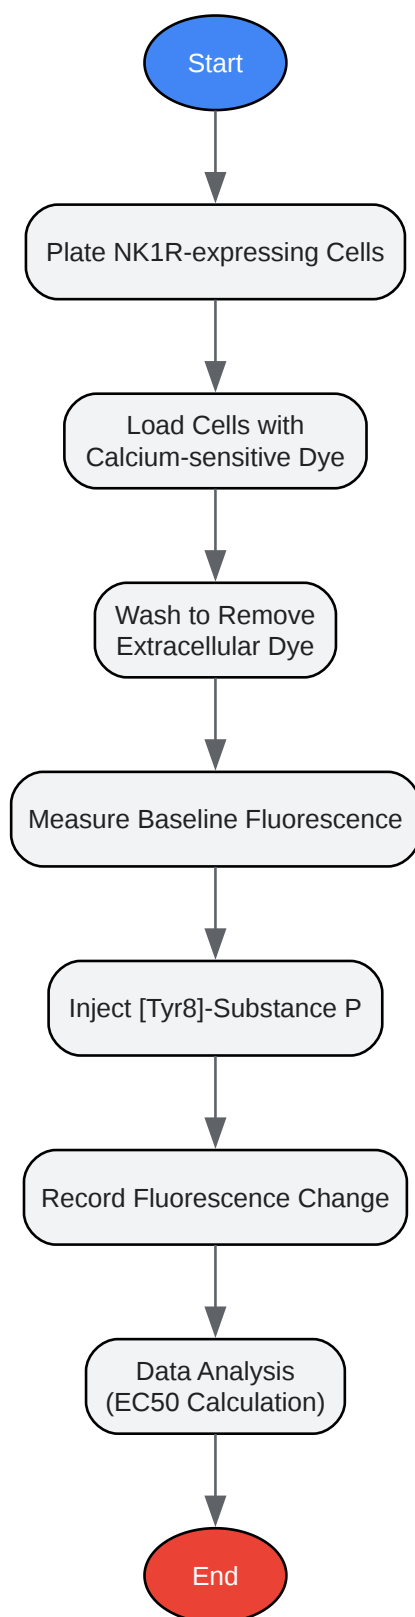 Start
Plate NK1R-expressing Cells
Load Cells with
Calcium-sensitive Dye
Wash to Remove
Extracellular Dye
Measure Baseline Fluorescence
Inject [Tyr8]-Substance P
Record Fluorescence Change
Data Analysis
(EC50 Calculation)
End